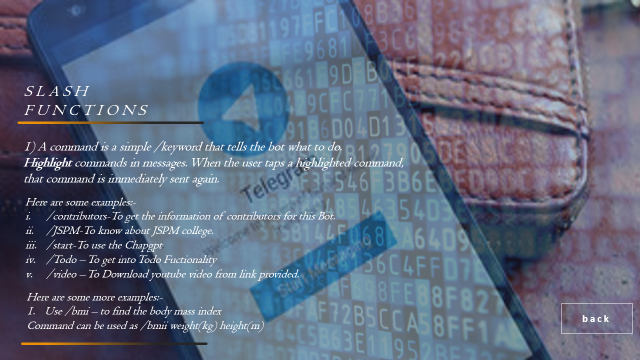 SLASH
FUNCTIONS
1) A command is a simple /keyword that tells the bot what to do.
Highlight commands in messages. When the user taps a highlighted command,
that command is immediately sent again.
Here are some examples:-
i. /contributors-To get the information of contributors for this Bot.
ii. /JSPM-To know about JSPM college.
iii. /start-To use the Chapgpt
iv. /Todo – To get into Todo Fuctionality
v. /video – To Download youtube video from link provided.
Here are some more examples:-
1. Use /bmi – to find the body mass index
Command can be used as /bmii weight(kg) height(m)
back